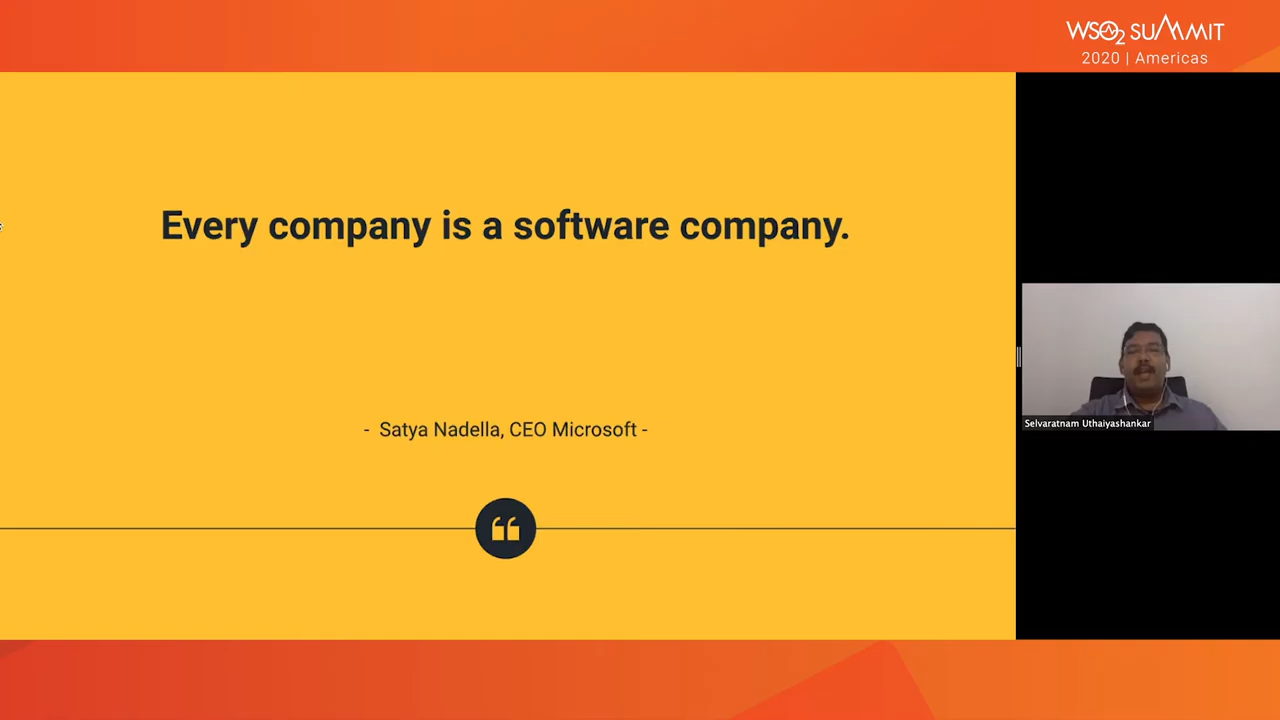 WSO2 SUMMIT
2020 | Americas
Every company is a software company.
- Satya Nadella, CEO Microsoft -
Selvaratnam Uthaiyashankar